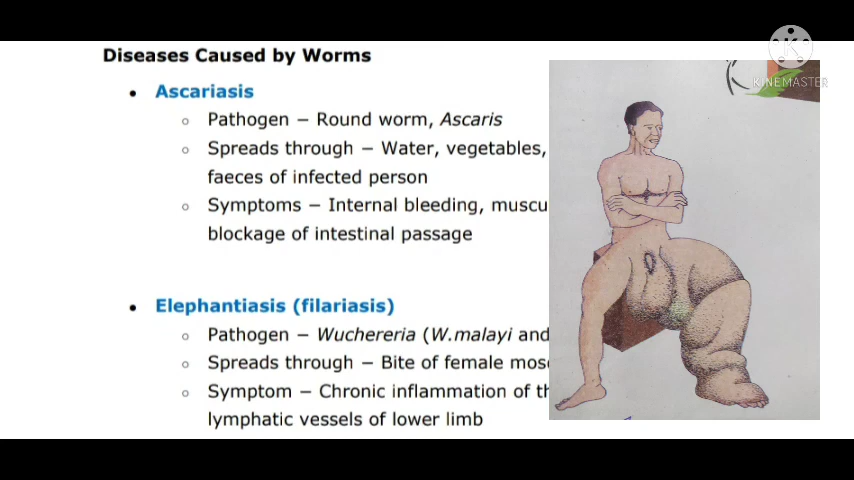 Diseases Caused by Worms
Ascariasis
Pathogen – Round worm, Ascaris
Spreads through – Water, vegetables,
faeces of infected person
Symptoms – Internal bleeding, muscu
blockage of intestinal passage
Elephantiasis (filariasis)
Pathogen – Wuchereria (W.malayi and
Spreads through – Bite of female mos
Symptom – Chronic inflammation of th
lymphatic vessels of lower limb
KINEMASTER